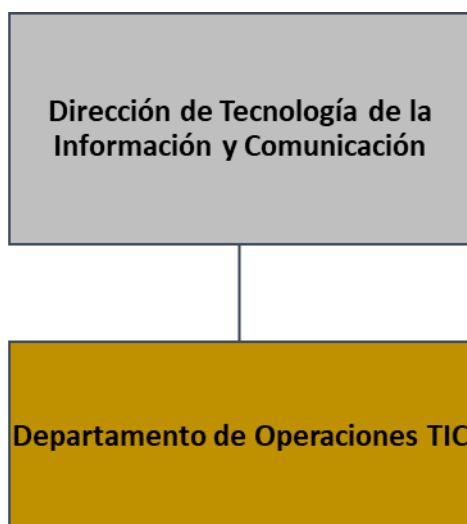 Dirección de Tecnología de la
Información y Comunicación
Departamento de Operaciones TIC